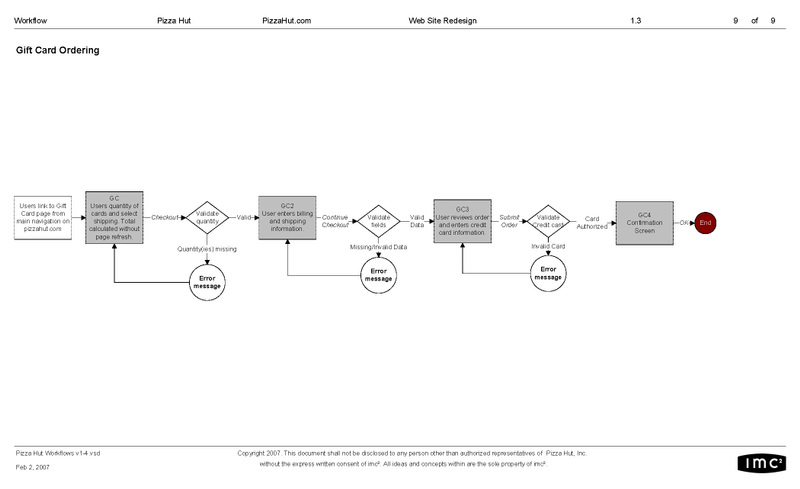 Workflow Pizza Hut PizzaHut.com Web Site Redesign 1.3 9 of 9
Gift Card Ordering
Users link to Gift
Card page from
main navigation on
pizzahut.com
GC
Users quantity of
cards and select
shipping. Total
calculated without
page refresh.
Checkout
Validate
quantity
Valid
Quantity(ies) missing
Error
message
GC2
User enters billing
and shipping
information.
Continue
Checkout
Validate
fields
Valid
Data
Missing/Invalid Data
Error
message
GC3
User reviews order
and enters credit
card information.
Submit
Order
Validate
Credit card
Card
Authorized
Invalid Card
Error
message
GC4
Confirmation
Screen
OK
End
Pizza Hut Workflows v1-4.vsd
Feb 2, 2007
Copyright 2007. This document shall not be disclosed to any person other than authorized representatives of Pizza Hut, Inc.
without the express written consent of imc². All ideas and concepts within are the sole property of imc².
imc²